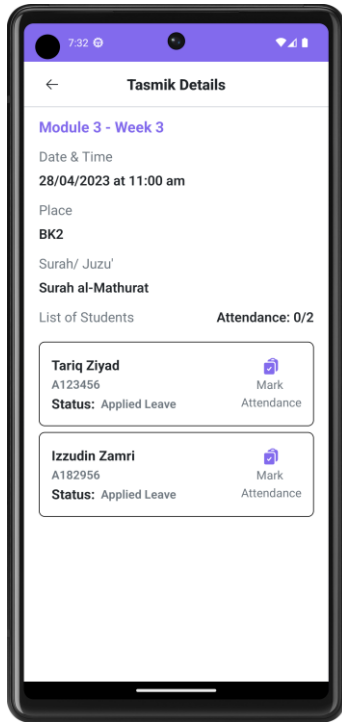 7:32
Tasmik Details
Module 3 - Week 3
Date & Time
28/04/2023 at 11:00 am
Place
BK2
Surah/ Juzu'
Surah al-Mathurat
List of Students Attendance: 0/2
Tariq Ziyad
A123456
Status: Applied Leave
Mark
Attendance
Izzudin Zamri
A182956
Status: Applied Leave
Mark
Attendance